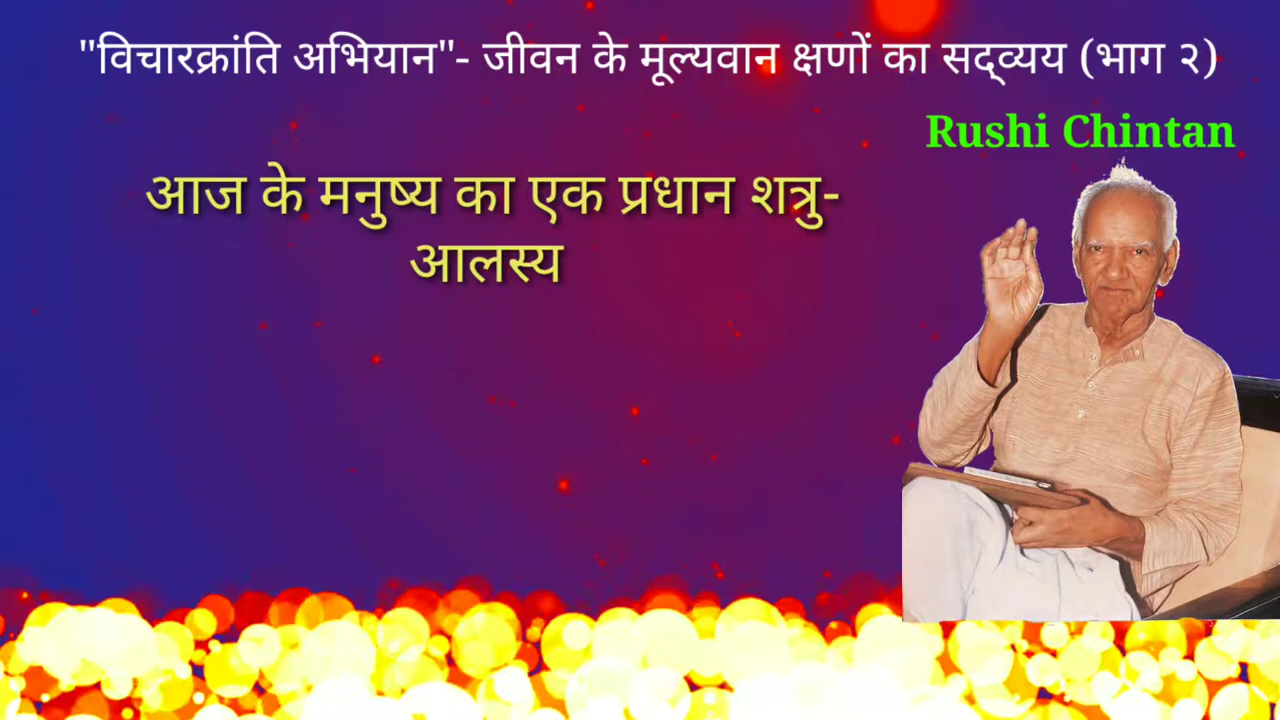 "विचारक्रांति अभियान"- जीवन के मूल्यवान क्षणों का सद्व्यय (भाग २)
Rushi Chintan
आज के मनुष्य का एक प्रधान शत्रु-
आलस्य